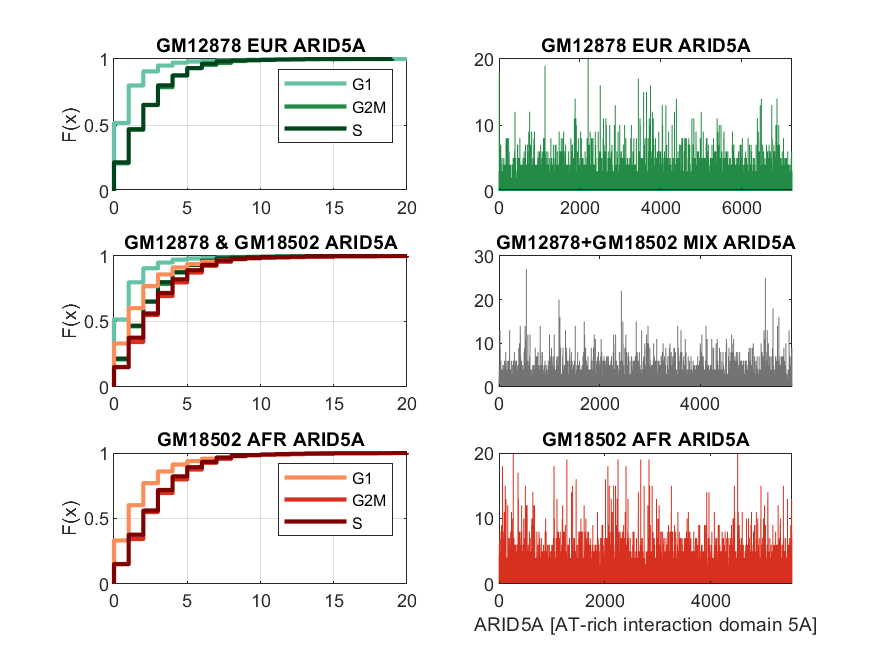 GM12878 EUR ARID5A
F(x)
1
0.5
0
0 5 10 15 20
G1
G2M
S
GM12878 EUR ARID5A
20
10
0
0 2000 4000 6000
GM12878 & GM18502 ARID5A
F(x)
1
0.5
0
0 5 10 15 20
GM12878+GM18502 MIX ARID5A
30
20
10
0
0 2000 4000
GM18502 AFR ARID5A
F(x)
1
0.5
0
0 5 10 15 20
G1
G2M
S
GM18502 AFR ARID5A
20
10
0
0 2000 4000
ARID5A [AT-rich interaction domain 5A]